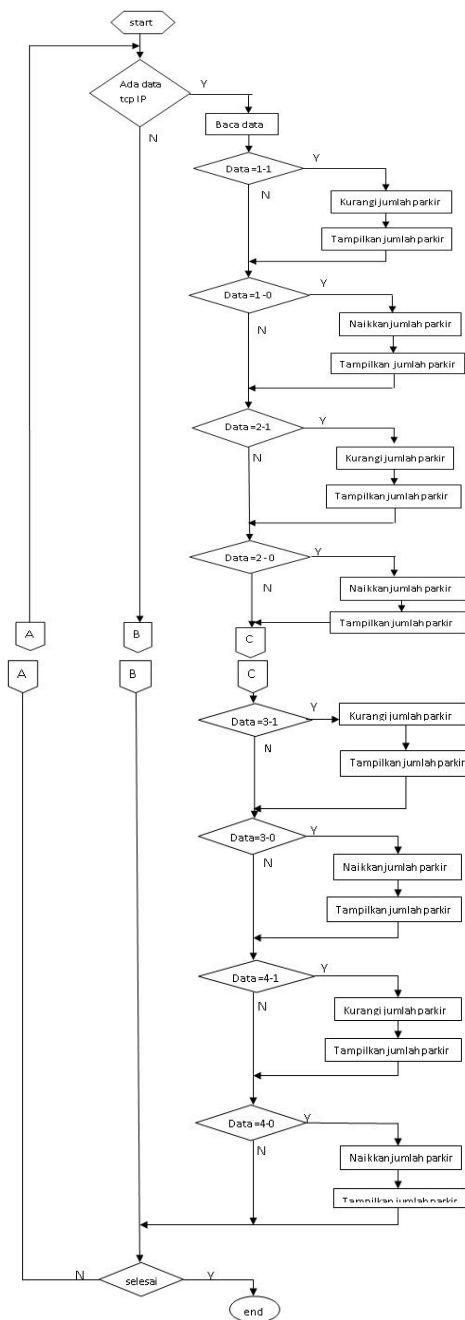 start
Ada data
tcp IP
Y
N
Baca data
Data =1-1
Y
N
Kurangi jumlah parkir
Tampilkan jumlah parkir
Data =1-0
Y
N
Naikkan jumlah parkir
Tampilkan jumlah parkir
Data =2-1
Y
N
Kurangi jumlah parkir
Tampilkan jumlah parkir
Data =2-0
Y
N
Naikkan jumlah parkir
Tampilkan jumlah parkir
A
B
C
A
B
C
Data =3-1
Y
N
Kurangi jumlah parkir
Tampilkan jumlah parkir
Data=3-0
Y
N
Naikkan jumlah parkir
Tampilkan jumlah parkir
Data =4-1
Y
N
Kurangi jumlah parkir
Tampilkan jumlah parkir
Data =4-0
Y
N
Naikkan jumlah parkir
Tampilkan jumlah parkir
N
selesai
Y
end